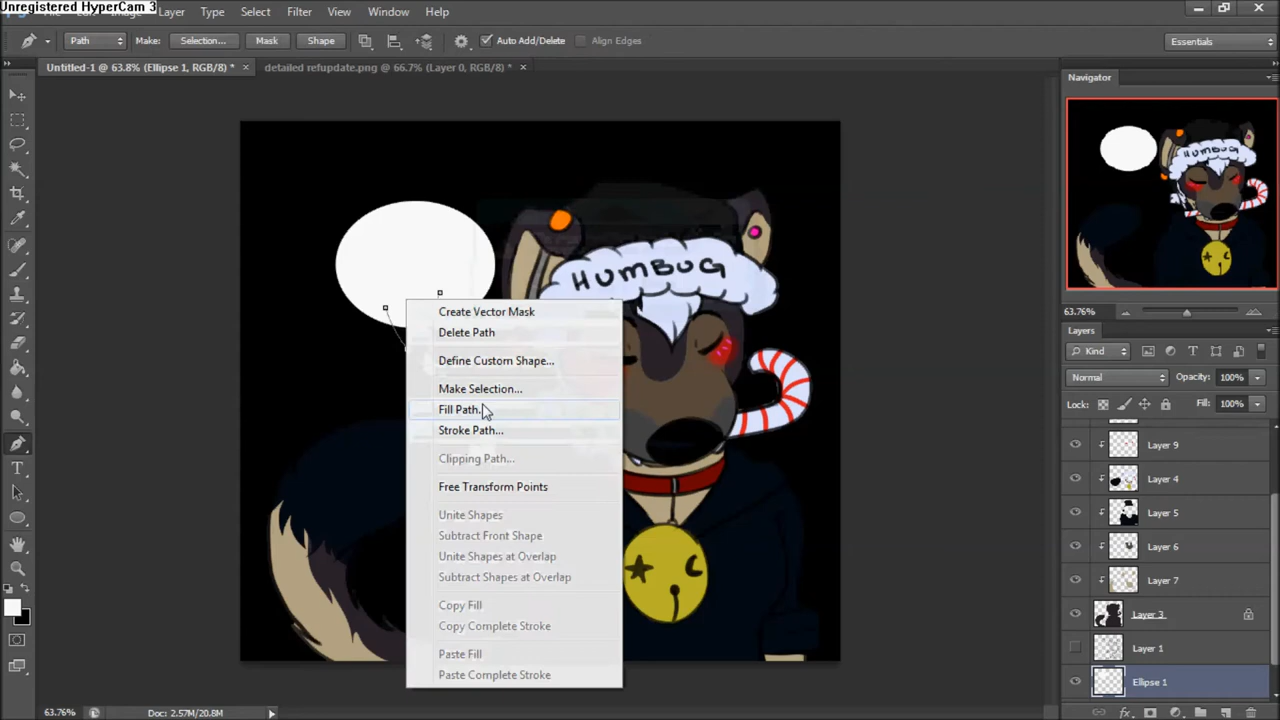 Unregistered HyperCam 3
Image Layer Type Select Filter View Window Help
Path Make: Selection... Mask Shape Auto Add/Delete Align Edges Essentials
Untitled-1 @ 63.8% (Ellipse 1, RGB/8) * × detailed refupdate.png @ 66.7% (Layer 0, RGB/8) * ×
Navigator
HUMBUG
63.76%
HUMBUG
Create Vector Mask
Delete Path
Define Custom Shape...
Make Selection...
Fill Path...
Stroke Path...
Clipping Path...
Free Transform Points
Unite Shapes
Subtract Front Shape
Unite Shapes at Overlap
Subtract Shapes at Overlap
Copy Fill
Copy Complete Stroke
Paste Fill
Paste Complete Stroke
Layers
Kind
Normal Opacity: 100%
Lock: Fill: 100%
Layer 9
Layer 4
Layer 5
Layer 6
Layer 7
Layer 3
Layer 1
Ellipse 1
63.76% Doc: 2.57M/20.8M